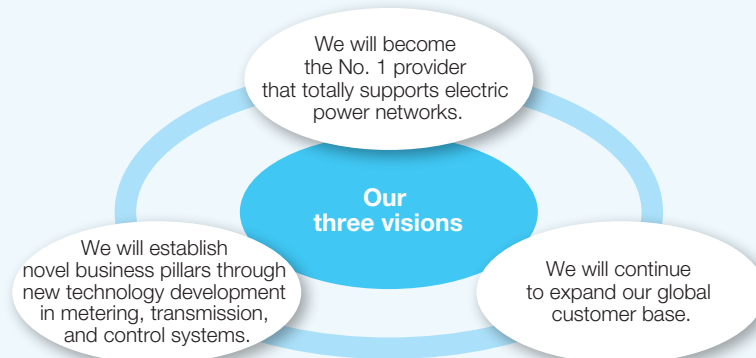 We will become
the No. 1 provider
that totally supports electric
power networks.
Our
three visions
We will establish
novel business pillars through
new technology development
in metering, transmission,
and control systems.
We will continue
to expand our global
customer base.